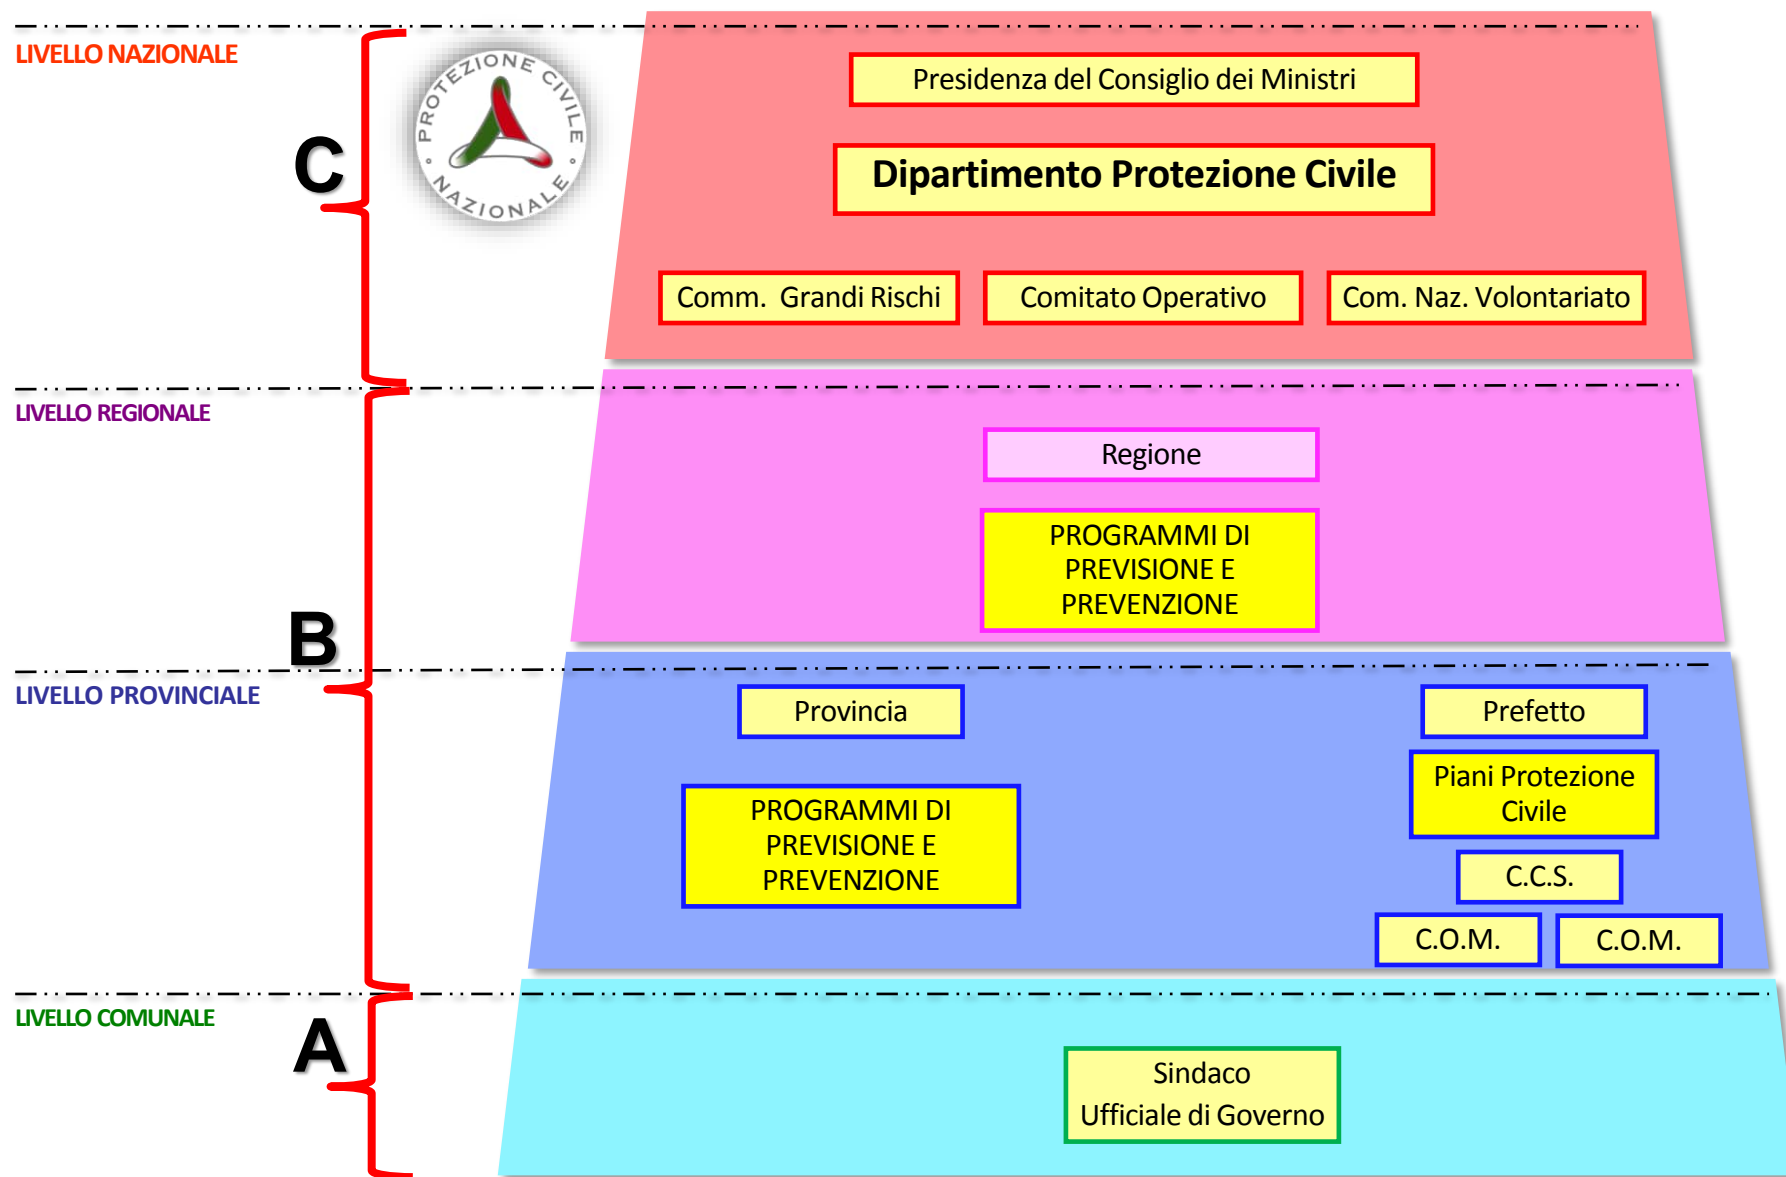 LIVELLO NAZIONALE
C
PROTEZIONE CIVILE
NAZIONALE
Presidenza del Consiglio dei Ministri
Dipartimento Protezione Civile
Comm. Grandi Rischi
Comitato Operativo
Com. Naz. Volontariato
LIVELLO REGIONALE
Regione
PROGRAMMI DI
PREVISIONE E
PREVENZIONE
B
LIVELLO PROVINCIALE
Provincia
PROGRAMMI DI
PREVISIONE E
PREVENZIONE
Prefetto
Piani Protezione
Civile
C.C.S.
C.O.M.
C.O.M.
LIVELLO COMUNALE
A
Sindaco
Ufficiale di Governo